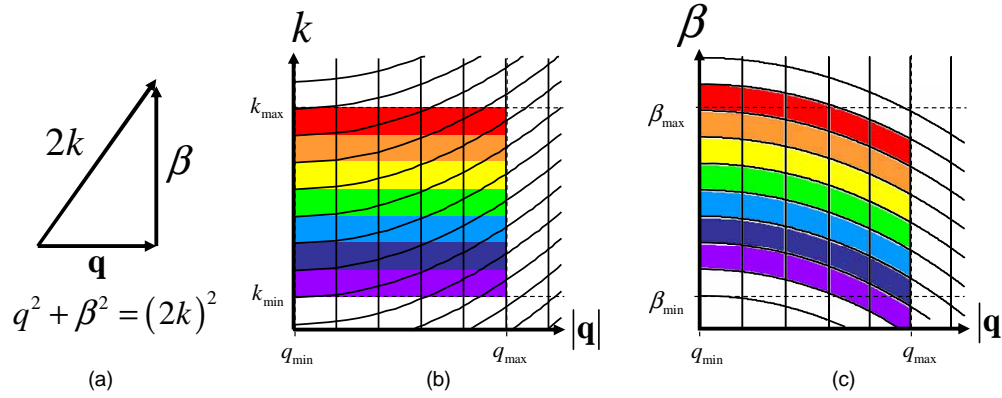 2k
β
q
q² + β² = (2k)²
(a)
k
k_max
k_min
q_min
q_max
|q|
(b)
β
β_max
β_min
q_min
q_max
|q
(c)